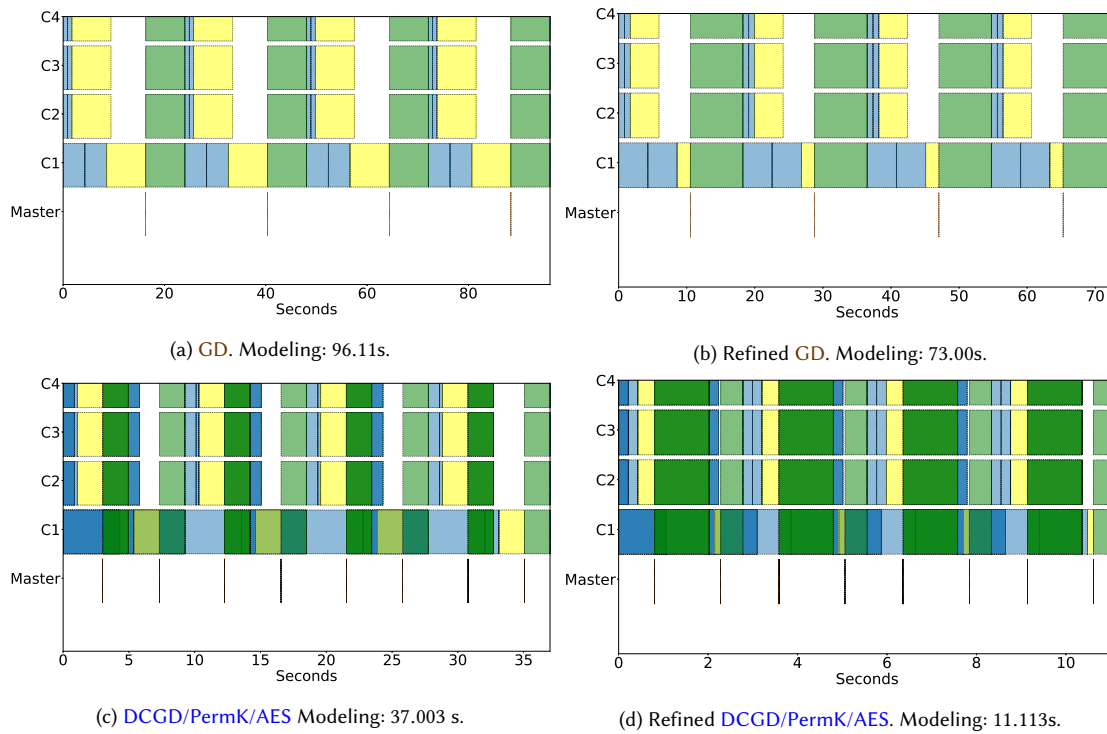 C4
C3
C2
C1
Master
0 20 40 60 80
Seconds
(a) GD. Modeling: 96.11s.
C4
C3
C2
C1
Master
0 10 20 30 40 50 60 70
Seconds
(b) Refined GD. Modeling: 73.00s.
C4
C3
C2
C1
Master
0 5 10 15 20 25 30 35
Seconds
(c) DCGD/PermK/AES Modeling: 37.003 s.
C4
C3
C2
C1
Master
0 2 4 6 8 10
Seconds
(d) Refined DCGD/PermK/AES. Modeling: 11.113s.